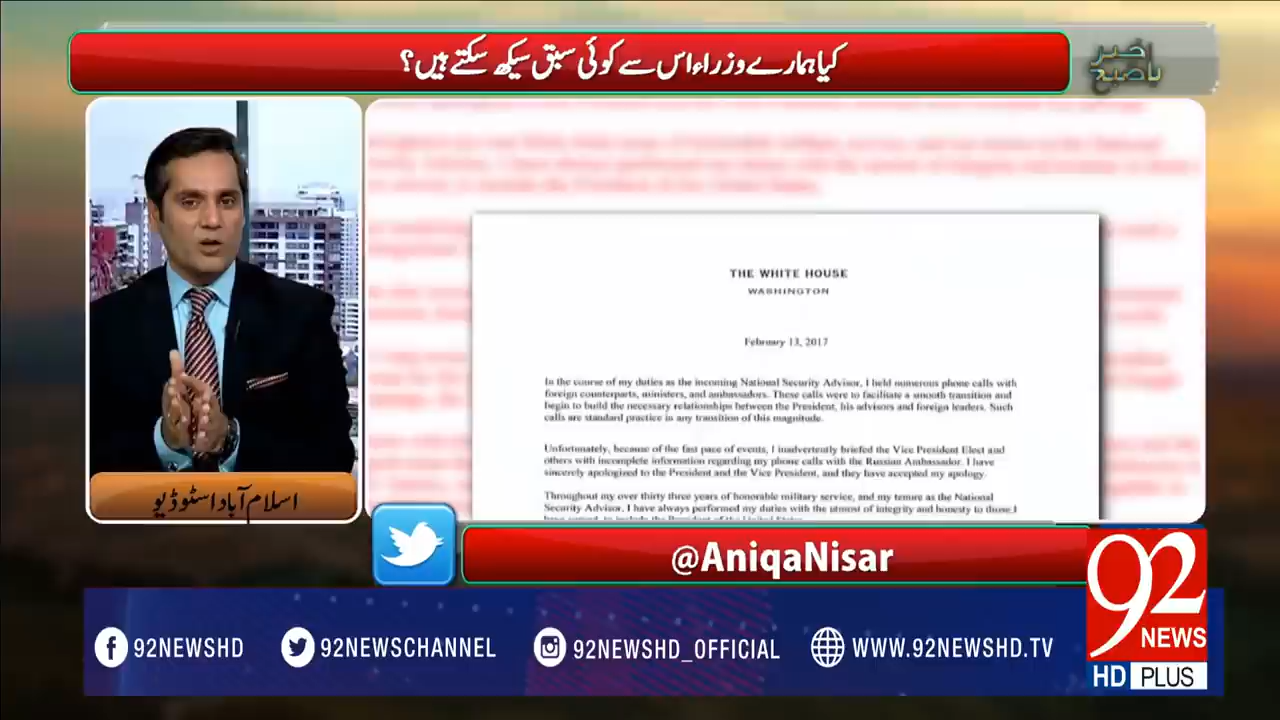 کیا ہمارے وزراء اس سے کوئی سبق سیکھ سکتے ہیں؟
THE WHITE HOUSE
WASHINGTON
February 13, 2017
In the course of my duties as the incoming National Security Advisor, I held numerous phone calls with
foreign counterparts, ministers, and ambassadors. These calls were to facilitate a smooth transition and
begin to build the necessary relationships between the President, his advisors and foreign leaders. Such
calls are standard practice in any transition of this magnitude.
Unfortunately, because of the fast pace of events, I inadvertently briefed the Vice President Elect and
others with incomplete information regarding my phone calls with the Russian Ambassador. I have
sincerely apologized to the President and the Vice President, and they have accepted my apology.
Throughout my over thirty three years of honorable military service, and my tenure as the National
Security Advisor, I have always performed my duties with the utmost of integrity and honesty to those I
اسلام آباد اسٹوڈیو
@AniqaNisar
92NEWSHD
92NEWSCHANNEL
92NEWSHD_OFFICIAL
WWW.92NEWSHD.TV
92
NEWS
HD PLUS